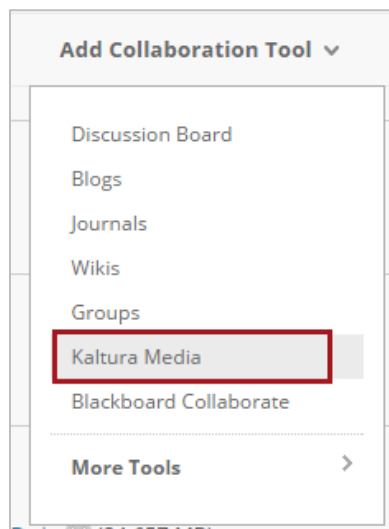 Add Collaboration Tool
Discussion Board
Blogs
Journals
Wikis
Groups
Kaltura Media
Blackboard Collaborate
More Tools